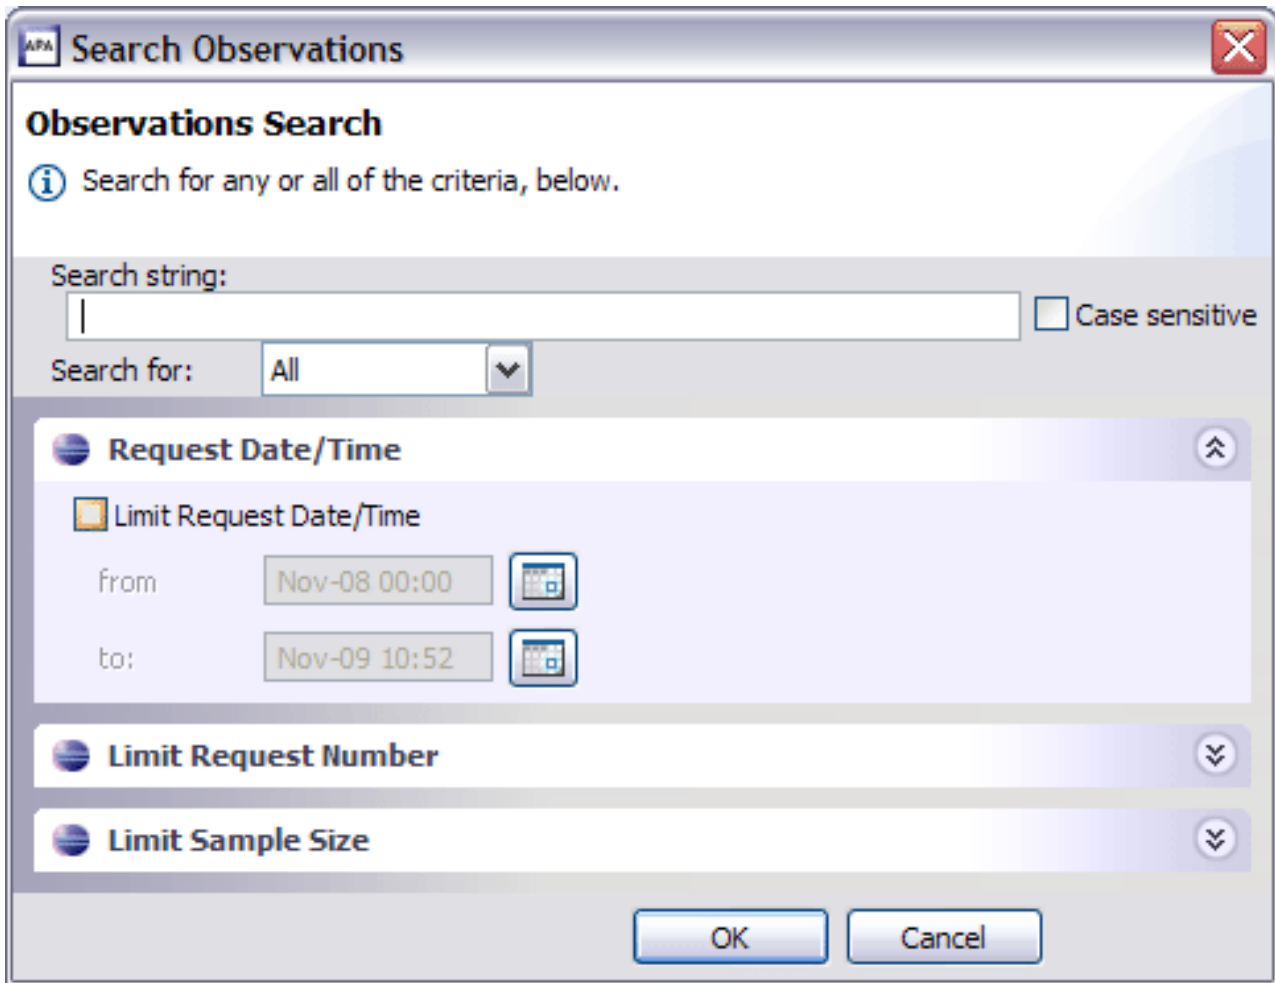 APA Search Observations
Observations Search
Search for any or all of the criteria, below.
Search string:
Case sensitive
Search for: All
Request Date/Time
Limit Request Date/Time
from Nov-08 00:00
to: Nov-09 10:52
Limit Request Number
Limit Sample Size
OK Cancel